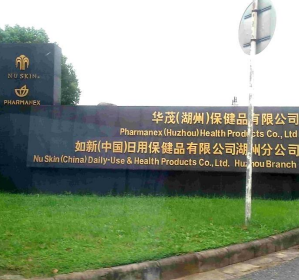 NU SKIN
PHARMANEX
华茂(湖州)保健品有限公司
Pharmanex (Huzhou) Health Products Co., Ltd
如新(中国)日用保健品有限公司湖州分公司
Nu Skin (China) Daily-Use & Health Products Co., Ltd. Huzhou Branch